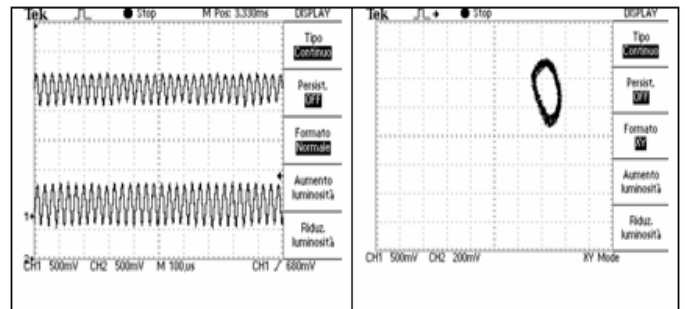 Tek Stop M Pos: 3.330ms DISPLAY
Tipo
Continuo
Persist.
OFF
Formato
Normale
Aumento
luminosità
Riduz.
luminosità
1
2
CH1 500mV CH2 500mV M 100µs CH1 / 680mV
Tek Stop DISPLAY
Tipo
Continuo
Persist.
OFF
Formato
XY
Aumento
luminosità
Riduz.
luminosità
CH1 500mV CH2 200mV XY Mode